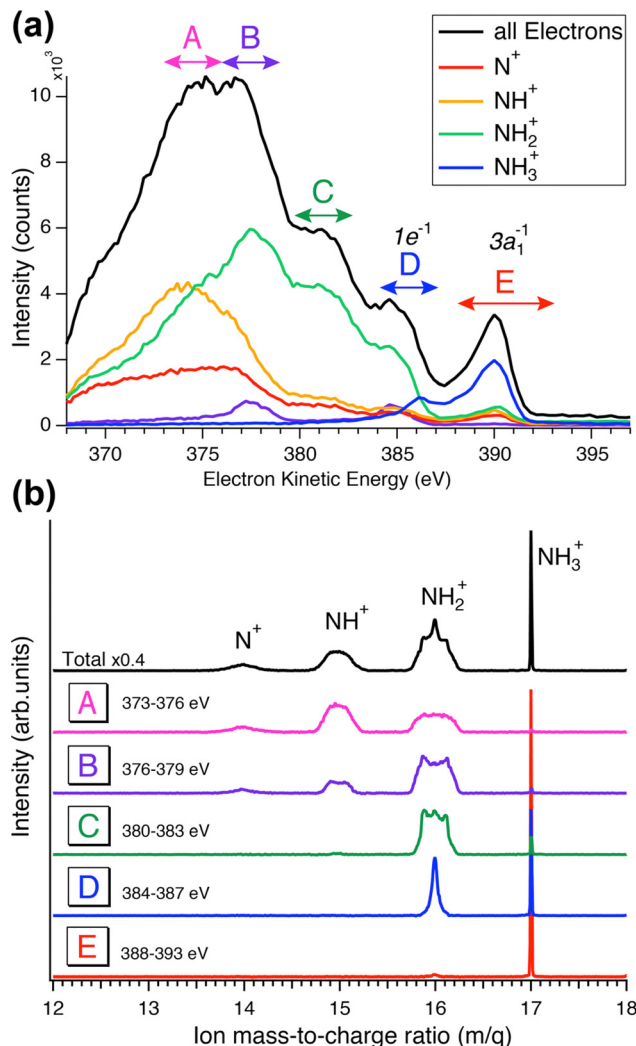 (a)
A
B
C
D
E
1e⁻¹
3a₁⁻¹
all Electrons
N⁺
NH⁺
NH₂⁺
NH₃⁺
×10³
10
8
6
4
2
0
Intensity (counts)
370
375
380
385
390
395
Electron Kinetic Energy (eV)
(b)
N⁺
NH⁺
NH₂⁺
NH₃⁺
Total x0.4
A 373-376 eV
B 376-379 eV
C 380-383 eV
D 384-387 eV
E 388-393 eV
Intensity (arb.units)
12
13
14
15
16
17
18
Ion mass-to-charge ratio (m/q)